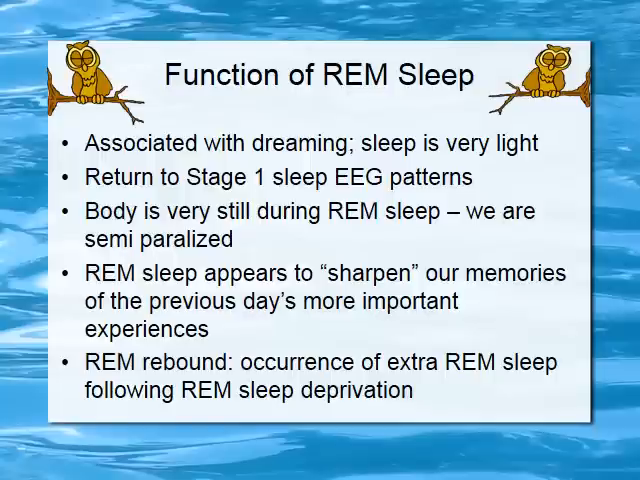 Function of REM Sleep
• Associated with dreaming; sleep is very light
• Return to Stage 1 sleep EEG patterns
• Body is very still during REM sleep – we are
semi paralized
• REM sleep appears to “sharpen” our memories
of the previous day’s more important
experiences
• REM rebound: occurrence of extra REM sleep
following REM sleep deprivation